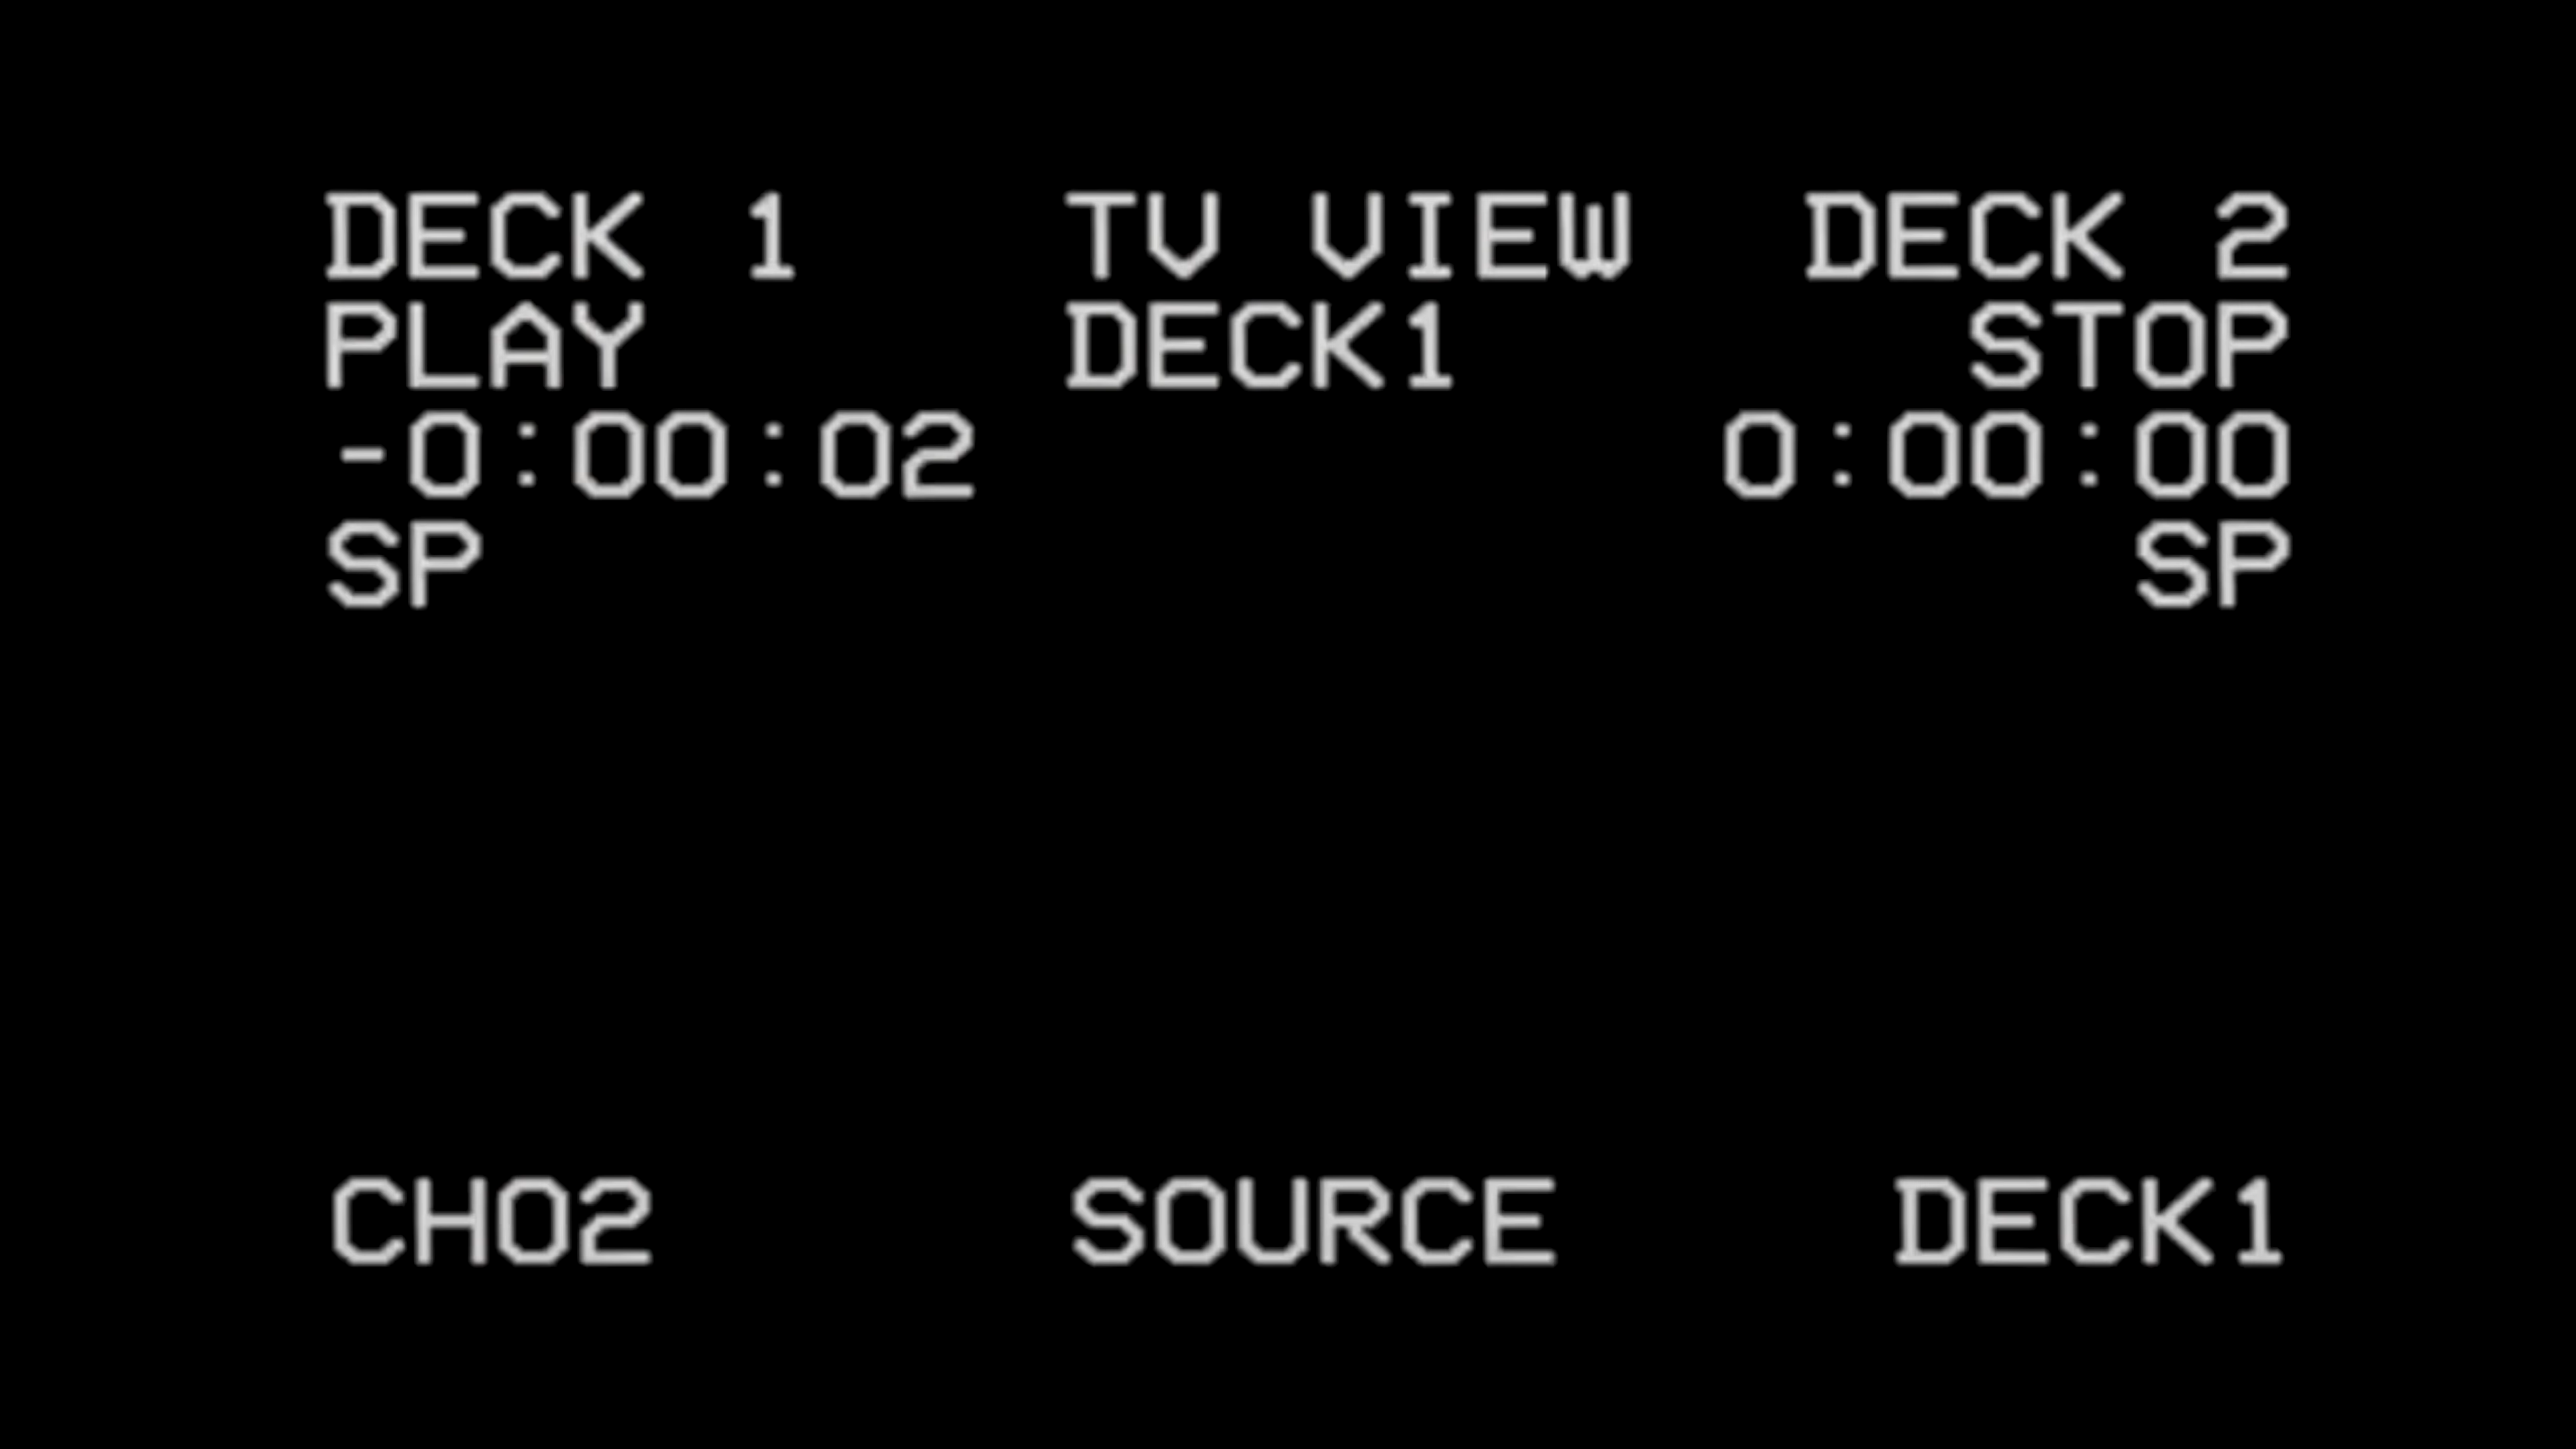 DECK 1 TV VIEW DECK 2
PLAY DECK1 STOP
-0:00:02 0:00:00
SP SP
CH02 SOURCE DECK1